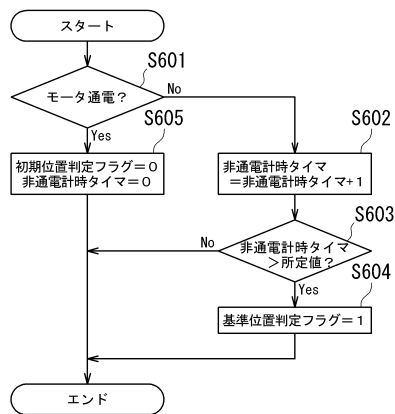 スタート
S601
モータ通電?
No
Yes
S605
初期位置判定フラグ=0
非通電計時タイマ=0
S602
非通電計時タイマ
=非通電計時タイマ+1
S603
非通電計時タイマ
>所定値?
No
Yes
S604
基準位置判定フラグ=1
エンド